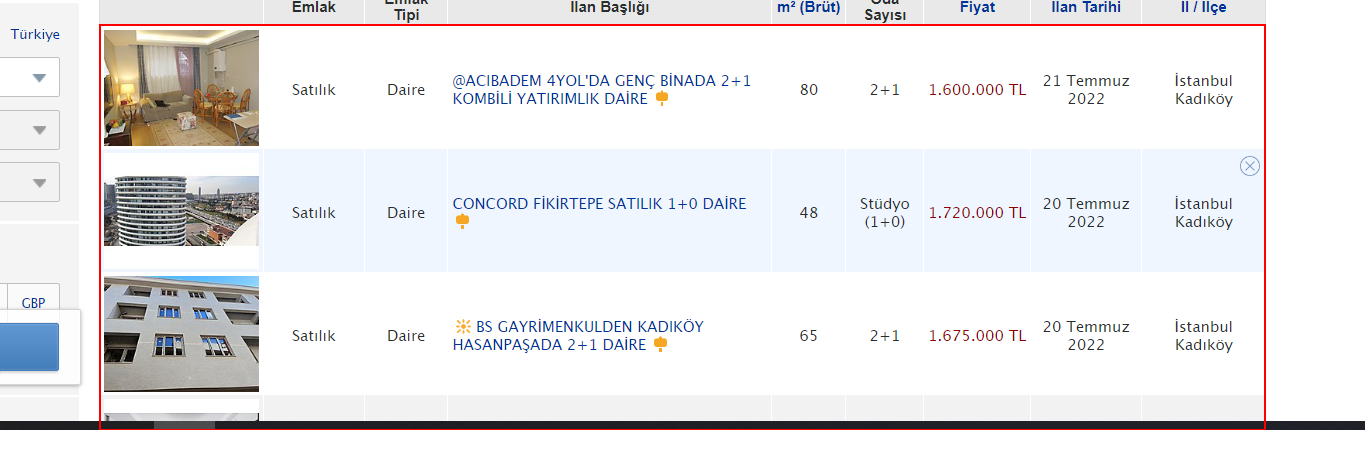 Türkiye
GBP
Emlak
Emlak
Tipi
İlan Başlığı
m² (Brüt)
Oda
Sayısı
Fiyat
İlan Tarihi
İl / İlçe
Satılık
Daire
@ACIBADEM 4YOL'DA GENÇ BİNADA 2+1
KOMBİLİ YATIRIMLIK DAİRE
80
2+1
1.600.000 TL
21 Temmuz
2022
İstanbul
Kadıköy
Satılık
Daire
CONCORD FİKİRTEPE SATILIK 1+0 DAİRE
48
Stüdyo
(1+0)
1.720.000 TL
20 Temmuz
2022
İstanbul
Kadıköy
Satılık
Daire
BS GAYRİMENKULDEN KADIKÖY
HASANPAŞADA 2+1 DAİRE
65
2+1
1.675.000 TL
20 Temmuz
2022
İstanbul
Kadıköy